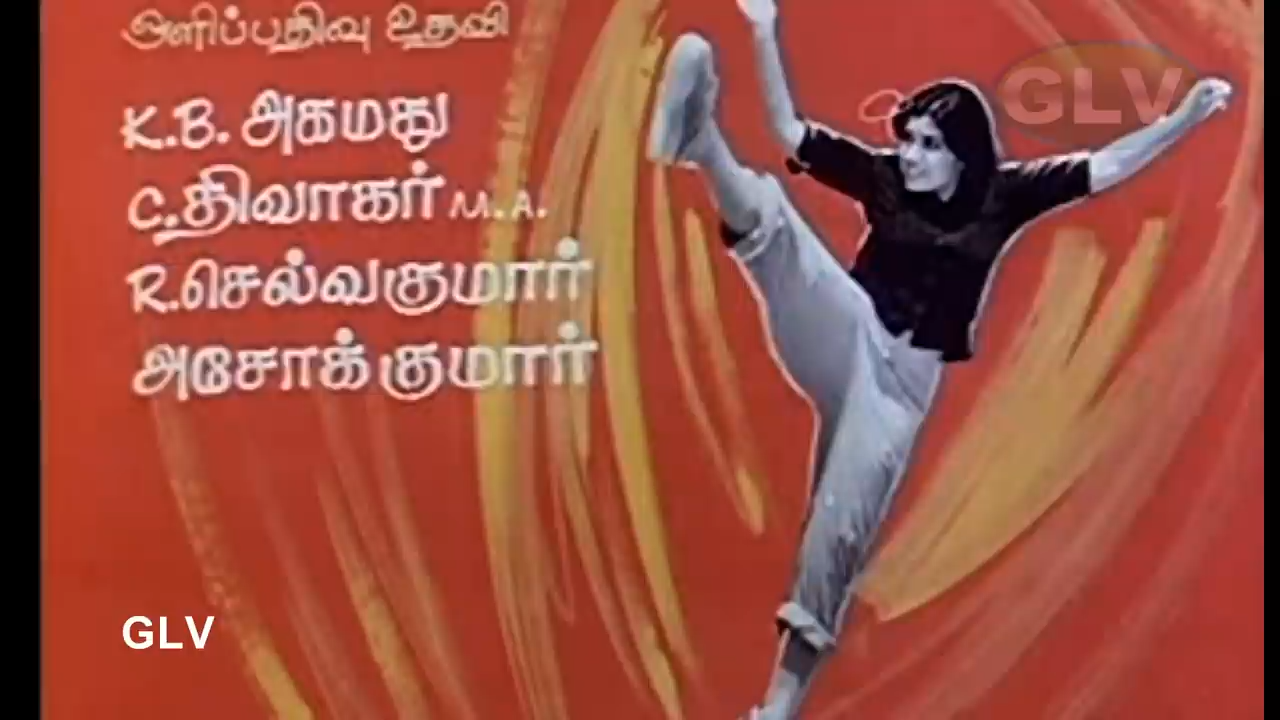 ஒளிப்பதிவு உதவி
GLV
K.B. அகமது
C.திவாகர் M.A.
R.செல்வகுமார்
அசோக் குமார்
GLV